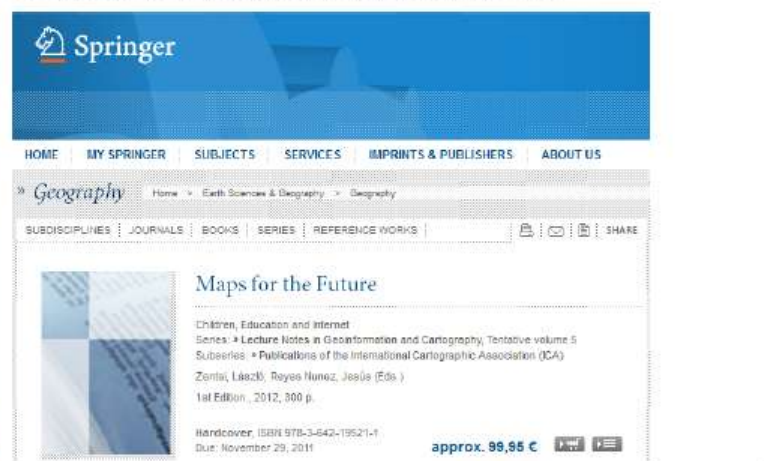 Springer
HOME MY SPRINGER SUBJECTS SERVICES IMPRINTS & PUBLISHERS ABOUT US
» Geography Home > Earth Sciences & Geography > Geography
SUBDISCIPLINES JOURNALS BOOKS SERIES REFERENCE WORKS SHARE
Maps for the Future
Children, Education and Internet
Series: » Lecture Notes in Geoinformation and Cartography, Tentative volume 5
Subseries: » Publications of the International Cartographic Association (ICA)
Zentai, László; Reyes Nunez, Jesús (Eds.)
1st Edition., 2012, 300 p.
Hardcover, ISBN 978-3-642-19521-1
Due: November 29, 2011
approx. 99,95 €